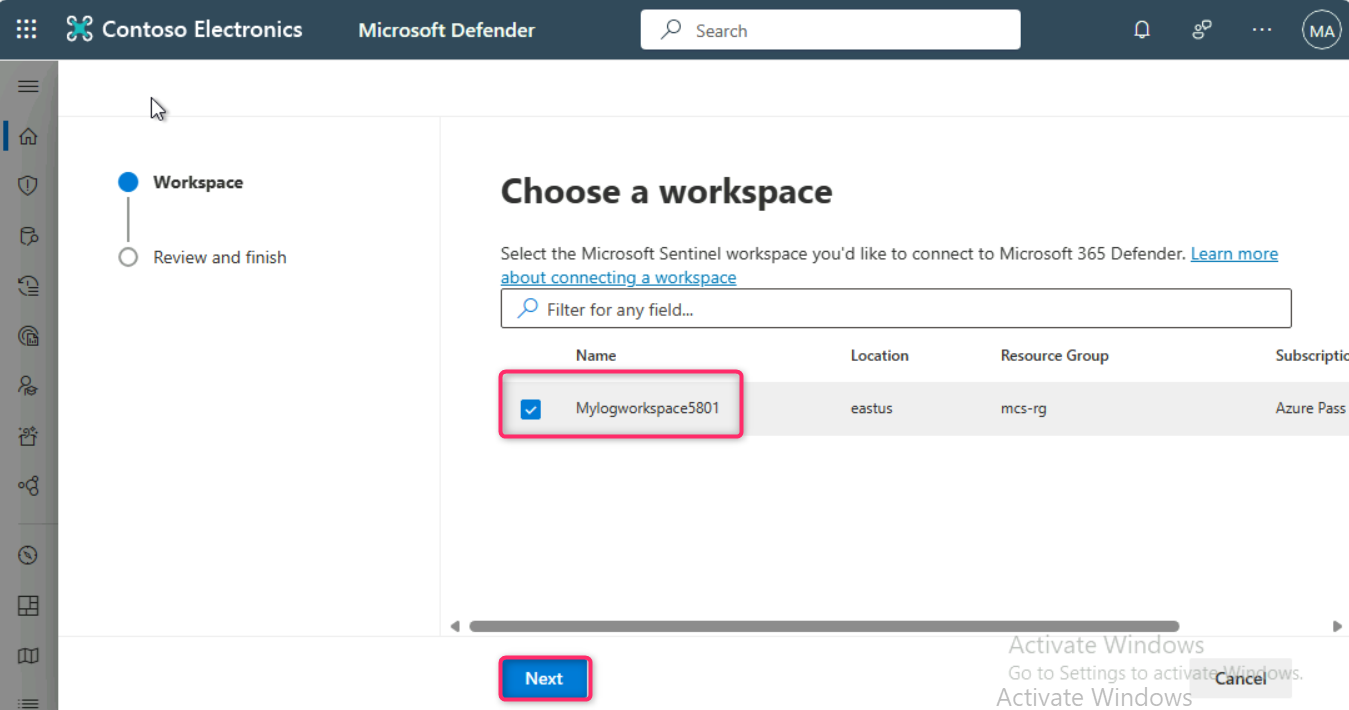 Contoso Electronics
Microsoft Defender
Search
MA
Workspace
Review and finish
Choose a workspace
Select the Microsoft Sentinel workspace you'd like to connect to Microsoft 365 Defender. Learn more
about connecting a workspace
Filter for any field...
Name Location Resource Group Subscriptio
Mylogworkspace5801 eastus mcs-rg Azure Pass
Activate Windows
Go to Settings to activate Windows.
Next
Cancel
Activate Windows